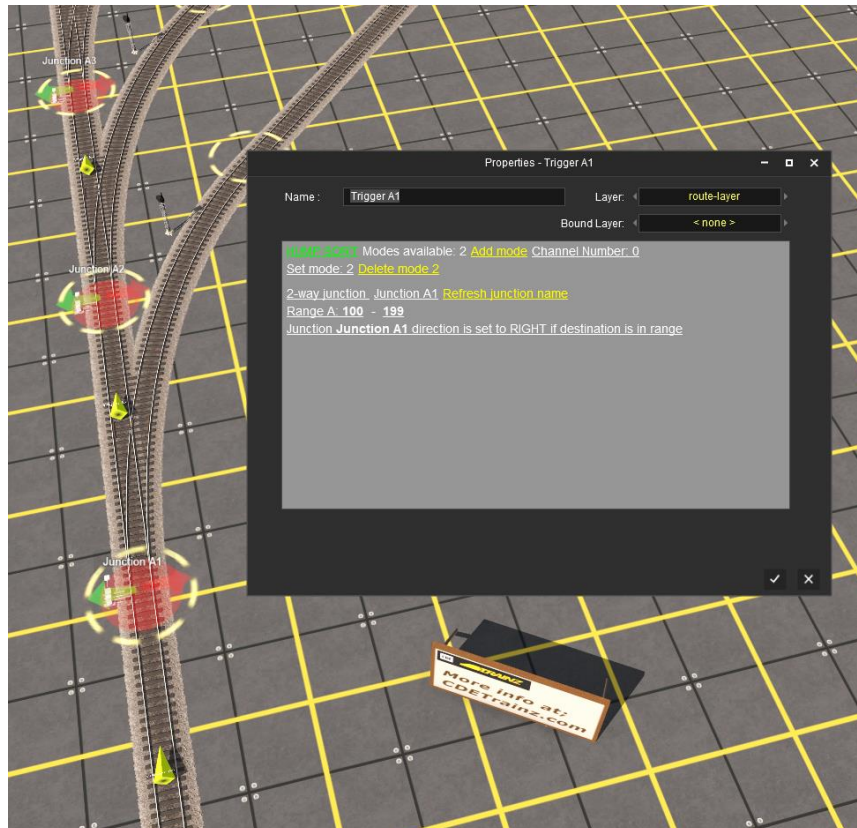 Junction A3
Properties - Trigger A1
Name :
Trigger A1
Layer:
route-layer
Bound Layer:
< none >
Modes available: 2 Add mode Channel Number: 0
Set mode: 2 Delete mode 2
Junction A2
2-way junction Junction A1 Refresh junction name
Range A: 100 - 199
Junction Junction A1 direction is set to RIGHT if destination is in range
Junction A1
TRAINZ
More info at:
CDETrainz.com